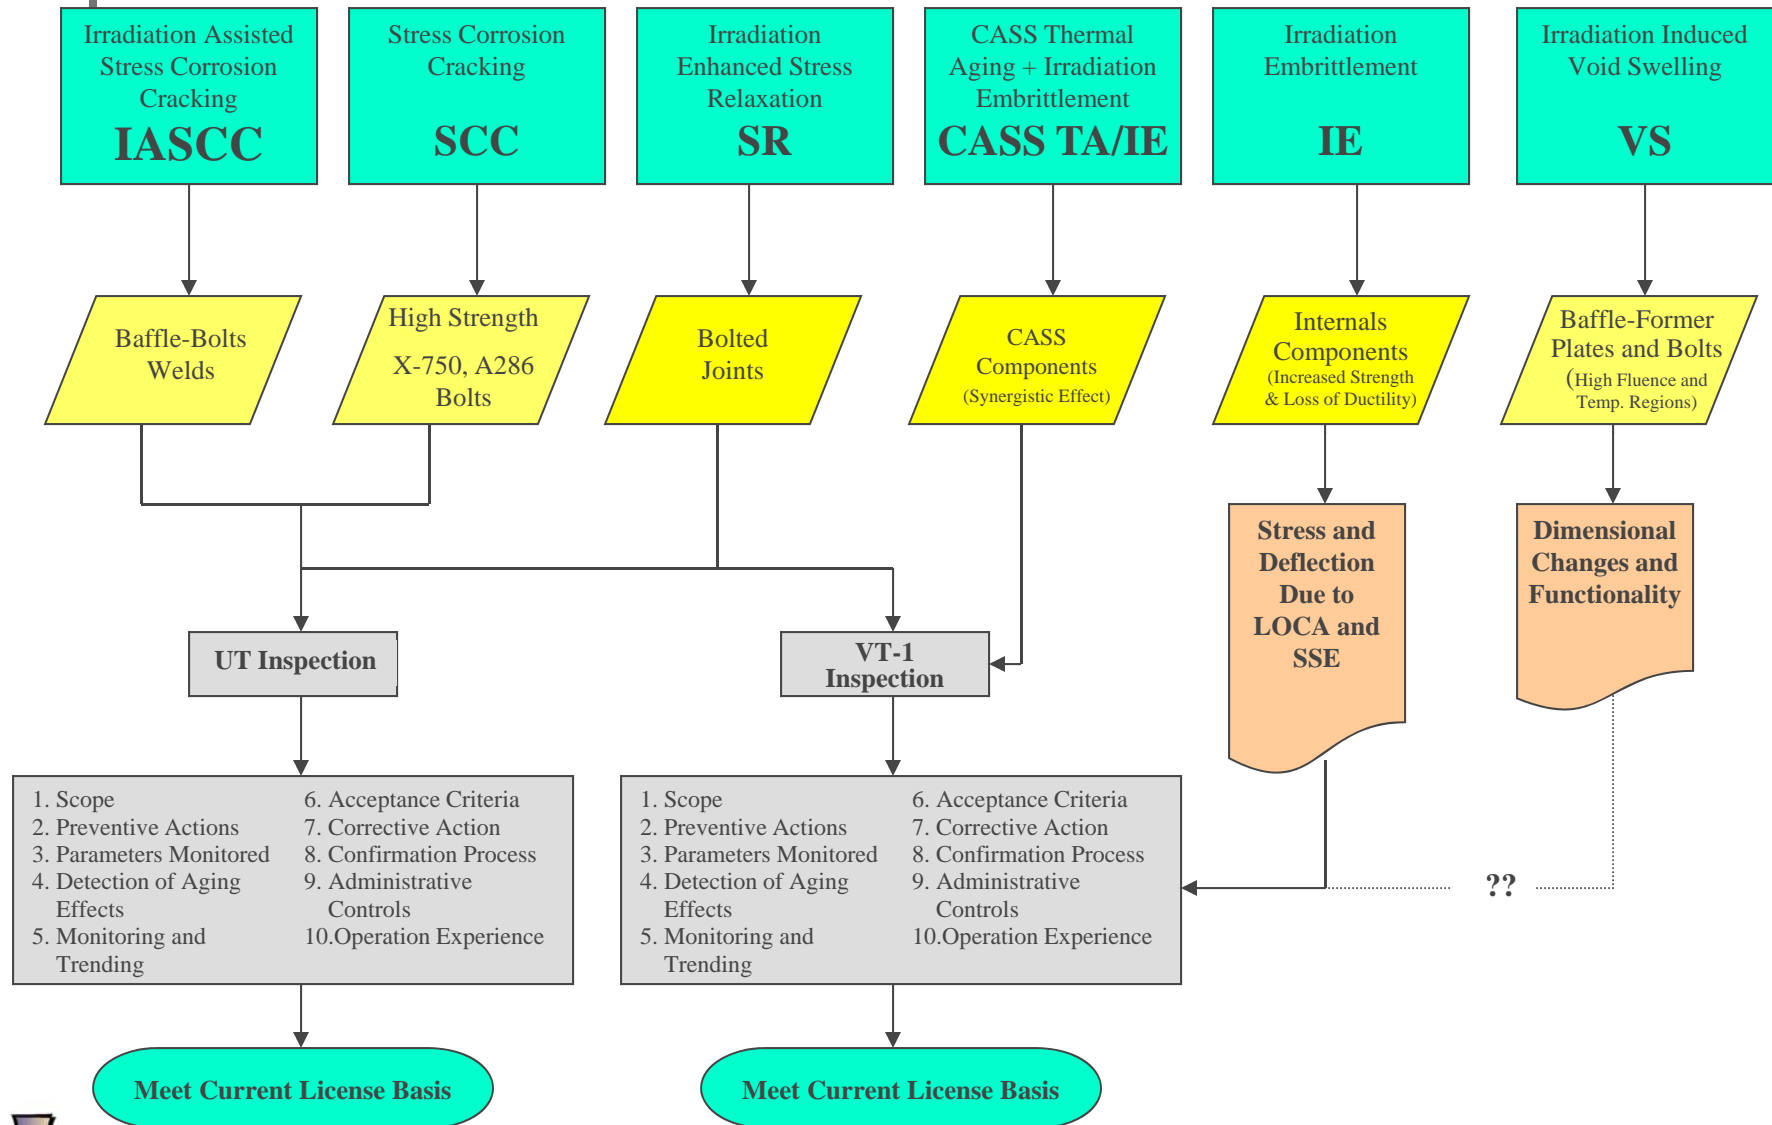 Irradiation Assisted
Stress Corrosion
Cracking
IASCC
Stress Corrosion
Cracking
SCC
Irradiation
Enhanced Stress
Relaxation
SR
CASS Thermal
Aging + Irradiation
Embrittlement
CASS TA/IE
Irradiation
Embrittlement
IE
Irradiation Induced
Void Swelling
VS
Baffle-Bolts
Welds
High Strength
X-750, A286
Bolts
Bolted
Joints
CASS
Components
(Synergistic Effect)
Internals
Components
(Increased Strength
& Loss of Ductility)
Baffle-Former
Plates and Bolts
(High Fluence and
Temp. Regions)
Stress and
Deflection
Due to
LOCA and
SSE
Dimensional
Changes and
Functionality
UT Inspection
VT-1
Inspection
1. Scope
2. Preventive Actions
3. Parameters Monitored
4. Detection of Aging
Effects
5. Monitoring and
Trending
6. Acceptance Criteria
7. Corrective Action
8. Confirmation Process
9. Administrative
Controls
10.Operation Experience
1. Scope
2. Preventive Actions
3. Parameters Monitored
4. Detection of Aging
Effects
5. Monitoring and
Trending
6. Acceptance Criteria
7. Corrective Action
8. Confirmation Process
9. Administrative
Controls
10.Operation Experience
??
Meet Current License Basis
Meet Current License Basis